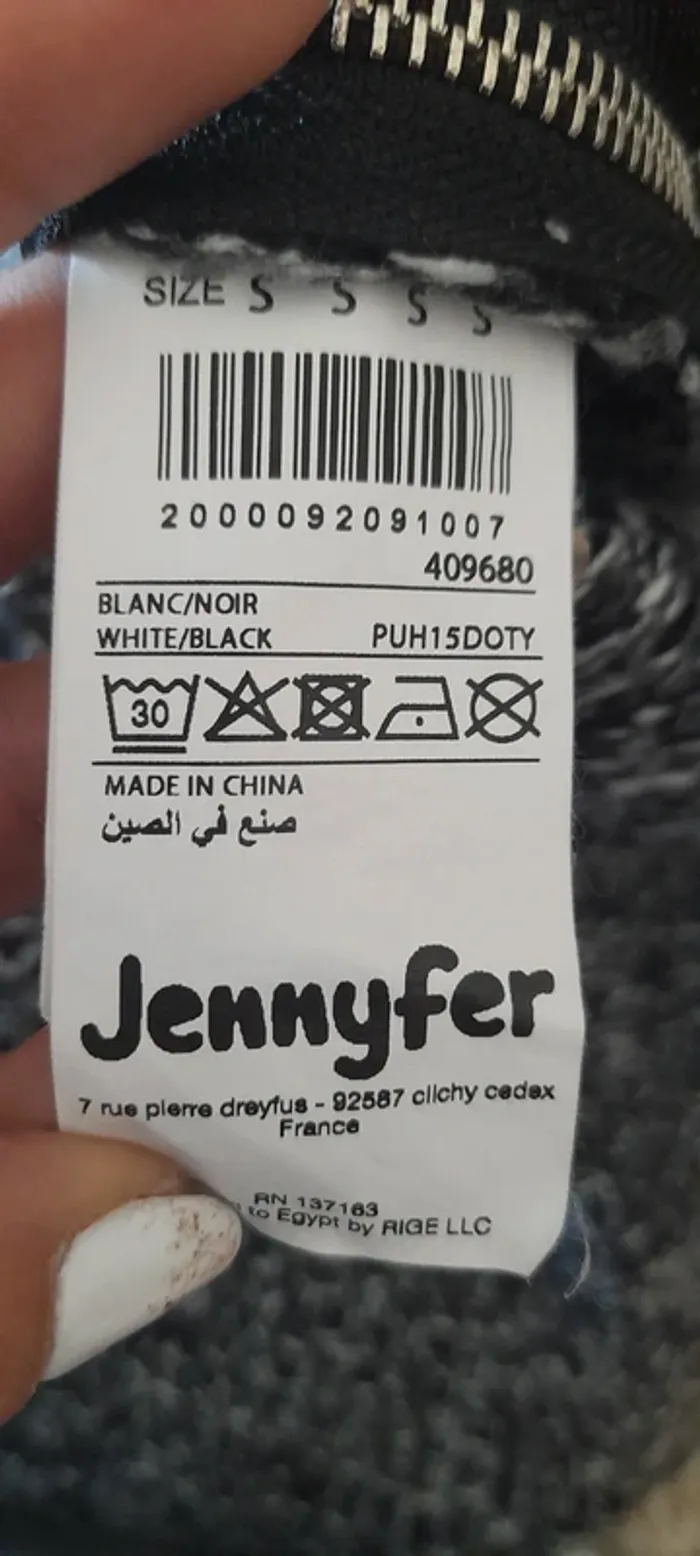 SIZE S S S S
2000092091007
409680
BLANC/NOIR
WHITE/BLACK PUH15DOTY
30
MADE IN CHINA
صنع في الصين
Jennyfer
7 rue pierre dreyfus - 92587 clichy cedex
France
RN 137163
to Egypt by RIGE LLC